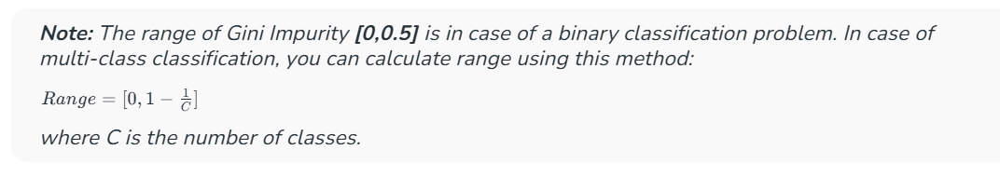 Note: The range of Gini Impurity [0,0.5] is in case of a binary classification problem. In case of
multi-class classification, you can calculate range using this method:
Range = [0, 1 − 1/C]
where C is the number of classes.